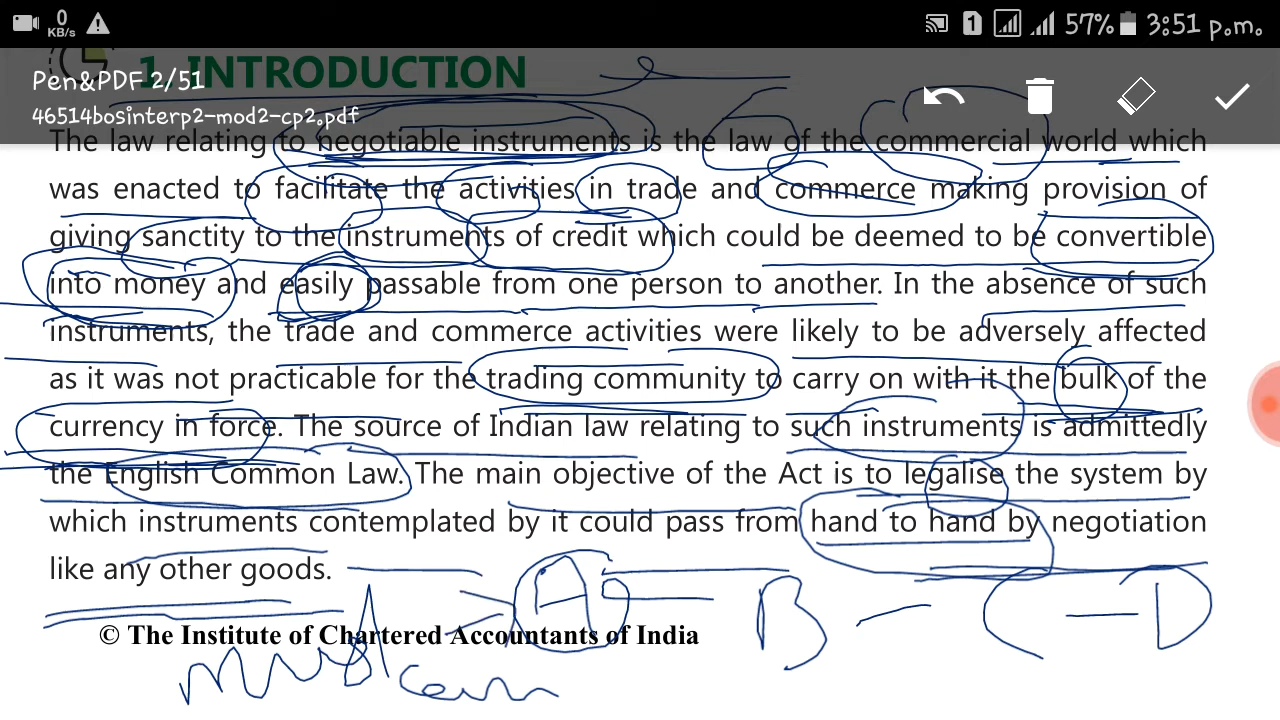 0
KB/s
1
57%
3:51 p.m.
1. INTRODUCTION
Pen&PDF 2/51
46514bosinterp2-mod2-cp2.pdf
The law relating to negotiable instruments is the law of the commercial world which
was enacted to facilitate the activities in trade and commerce making provision of
giving sanctity to the instruments of credit which could be deemed to be convertible
into money and easily passable from one person to another. In the absence of such
instruments, the trade and commerce activities were likely to be adversely affected
as it was not practicable for the trading community to carry on with it the bulk of the
currency in force. The source of Indian law relating to such instruments is admittedly
the English Common Law. The main objective of the Act is to legalise the system by
which instruments contemplated by it could pass from hand to hand by negotiation
like any other goods.
A B C D
© The Institute of Chartered Accountants of India